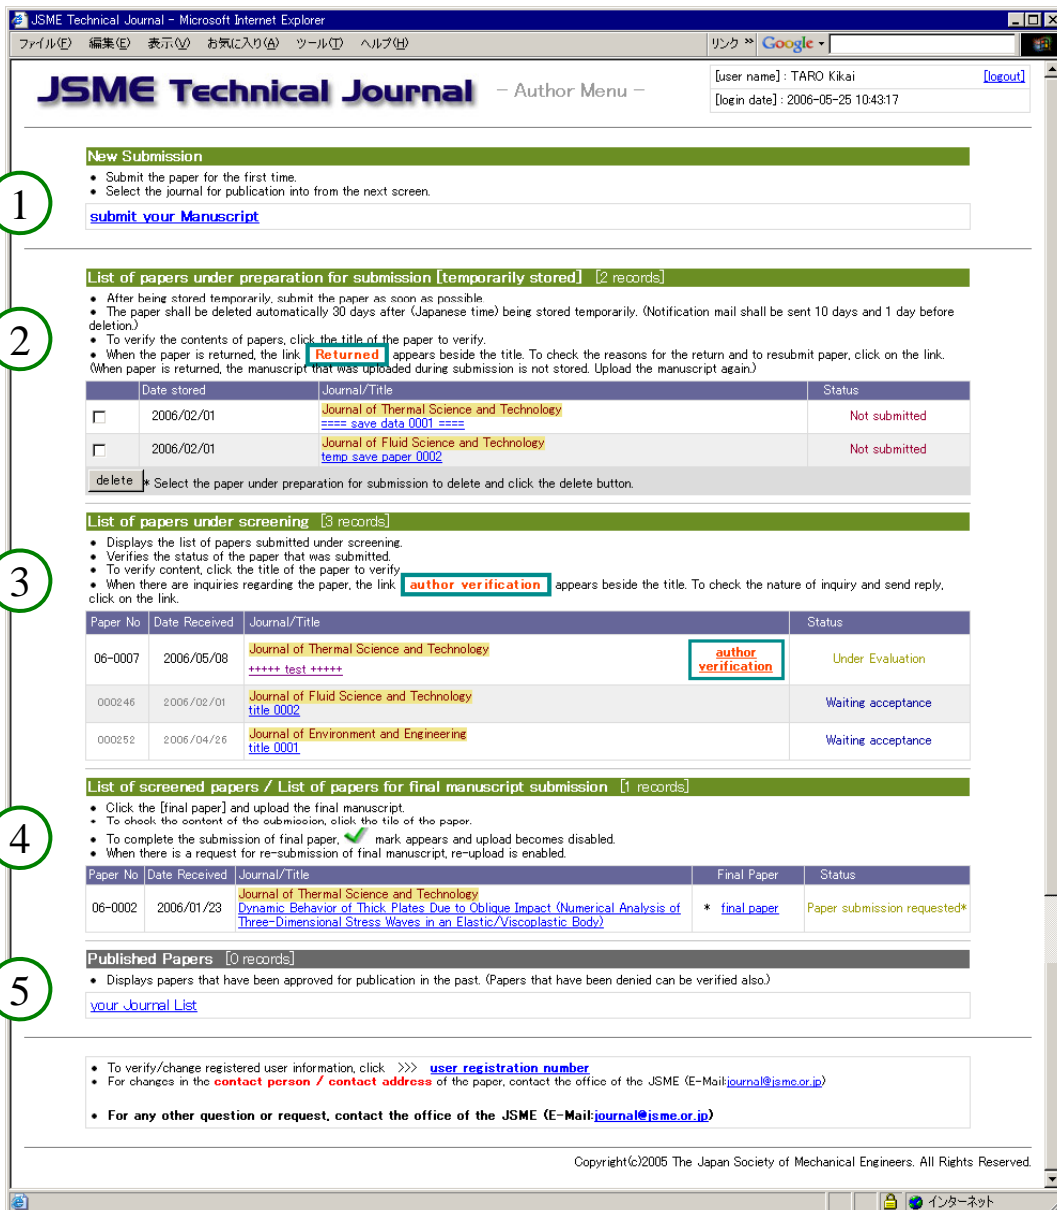 JSME Technical Journal - Microsoft Internet Explorer
ファイル(F) 編集(E) 表示(V) お気に入り(A) ツール(T) ヘルプ(H) リンク » Google
JSME Technical Journal - Author Menu -
[user name] : TARO Kikai [logout]
[login date] : 2006-05-25 10:43:17
1
New Submission
• Submit the paper for the first time.
• Select the journal for publication into from the next screen.
submit your Manuscript
2
List of papers under preparation for submission [temporarily stored] [2 records]
• After being stored temporarily, submit the paper as soon as possible.
• The paper shall be deleted automatically 30 days after (Japanese time) being stored temporarily. (Notification mail shall be sent 10 days and 1 day before
deletion.)
• To verify the contents of papers, click the title of the paper to verify.
• When the paper is returned, the link Returned appears beside the title. To check the reasons for the return and to resubmit paper, click on the link.
(When paper is returned, the manuscript that was uploaded during submission is not stored. Upload the manuscript again.)
Date stored Journal/Title Status
2006/02/01 Journal of Thermal Science and Technology Not submitted
==== save data 0001 ====
2006/02/01 Journal of Fluid Science and Technology Not submitted
temp save paper 0002
delete * Select the paper under preparation for submission to delete and click the delete button.
3
List of papers under screening [3 records]
• Displays the list of papers submitted under screening.
• Verifies the status of the paper that was submitted.
• To verify content, click the title of the paper to verify.
• When there are inquiries regarding the paper, the link author verification appears beside the title. To check the nature of inquiry and send reply,
click on the link.
Paper No Date Received Journal/Title Status
06-0007 2006/05/08 Journal of Thermal Science and Technology author verification Under Evaluation
+++++ test +++++
000246 2006/02/01 Journal of Fluid Science and Technology Waiting acceptance
title 0002
000252 2006/04/26 Journal of Environment and Engineering Waiting acceptance
title 0001
4
List of screened papers / List of papers for final manuscript submission [1 records]
• Click the [final paper] and upload the final manuscript.
• To check the content of the submission, click the tile of the paper.
• To complete the submission of final paper, ✔ mark appears and upload becomes disabled.
• When there is a request for re-submission of final manuscript, re-upload is enabled.
Paper No Date Received Journal/Title Final Paper Status
06-0002 2006/01/23 Journal of Thermal Science and Technology * final paper Paper submission requested*
Dynamic Behavior of Thick Plates Due to Oblique Impact (Numerical Analysis of
Three-Dimensional Stress Waves in an Elastic/Viscoplastic Body)
5
Published Papers [0 records]
• Displays papers that have been approved for publication in the past. (Papers that have been denied can be verified also.)
your Journal List
• To verify/change registered user information, click >>> user registration number
• For changes in the contact person / contact address of the paper, contact the office of the JSME (E-Mail:journal@jsme.or.jp)
• For any other question or request, contact the office of the JSME (E-Mail:journal@jsme.or.jp)
Copyright(c)2005 The Japan Society of Mechanical Engineers. All Rights Reserved.
インターネット